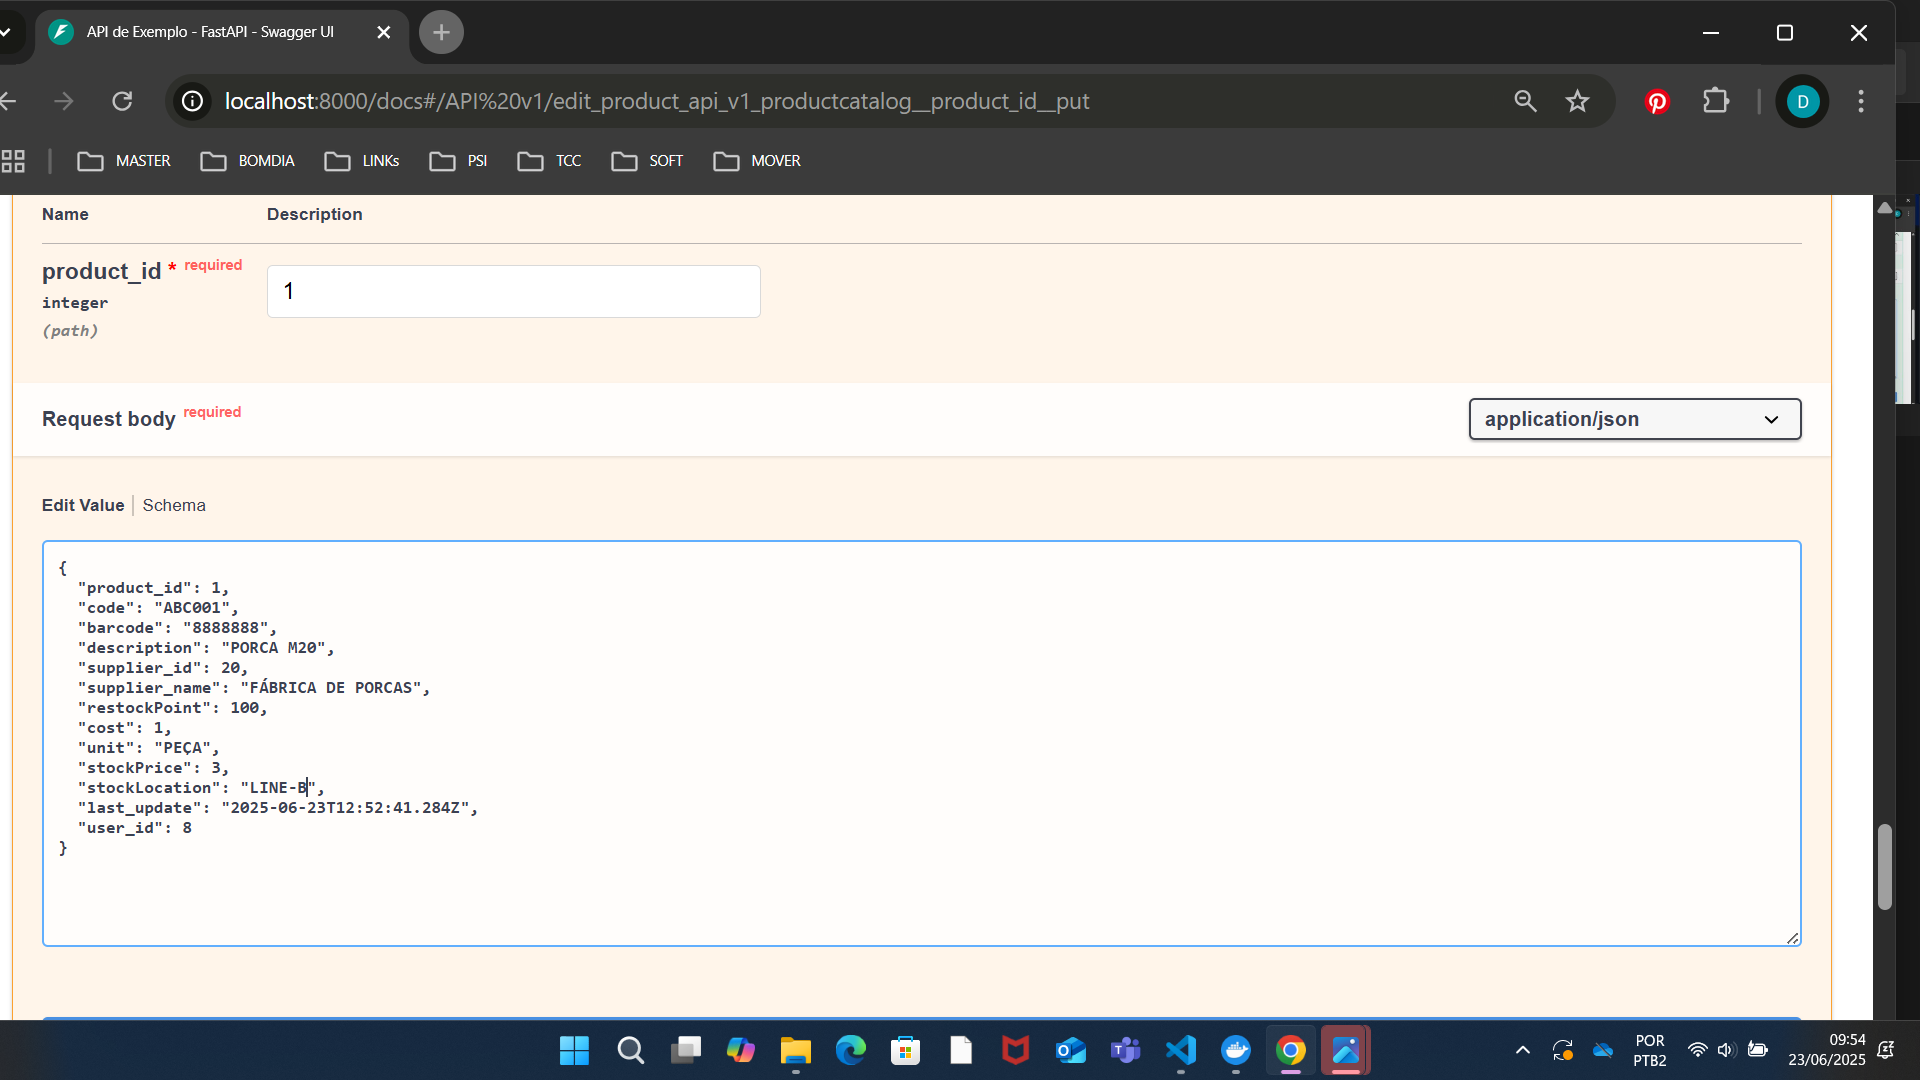 API de Exemplo - FastAPI - Swagger UI
localhost:8000/docs#/API%20v1/edit_product_api_v1_productcatalog__product_id__put
D
MASTER
BOMDIA
LINKs
PSI
TCC
SOFT
MOVER
Name
Description
product_id * required
integer
(path)
1
Request body required
application/json
Edit Value
Schema
{
"product_id": 1,
"code": "ABC001",
"barcode": "8888888",
"description": "PORCA M20",
"supplier_id": 20,
"supplier_name": "FÁBRICA DE PORCAS",
"restockPoint": 100,
"cost": 1,
"unit": "PEÇA",
"stockPrice": 3,
"stockLocation": "LINE-B",
"last_update": "2025-06-23T12:52:41.284Z",
"user_id": 8
}
POR
PTB2
09:54
23/06/2025